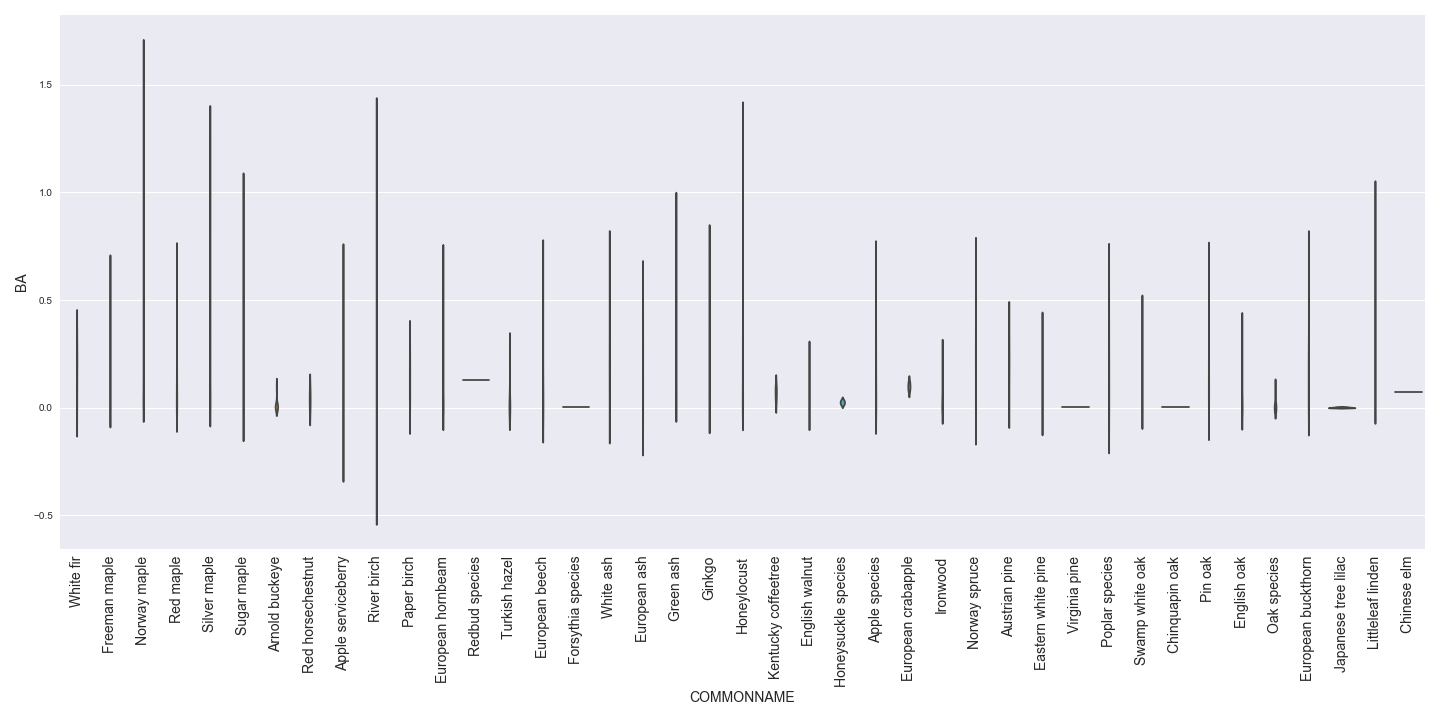 1.5
1.0
0.5
0.0
−0.5
BA
White fir
Freeman maple
Norway maple
Red maple
Silver maple
Sugar maple
Arnold buckeye
Red horsechestnut
Apple serviceberry
River birch
Paper birch
European hornbeam
Redbud species
Turkish hazel
European beech
Forsythia species
White ash
European ash
Green ash
Ginkgo
Honeylocust
Kentucky coffeetree
English walnut
Honeysuckle species
Apple species
European crabapple
Ironwood
Norway spruce
Austrian pine
Eastern white pine
Virginia pine
Poplar species
Swamp white oak
Chinquapin oak
Pin oak
English oak
Oak species
European buckthorn
Japanese tree lilac
Littleleaf linden
Chinese elm
COMMONNAME